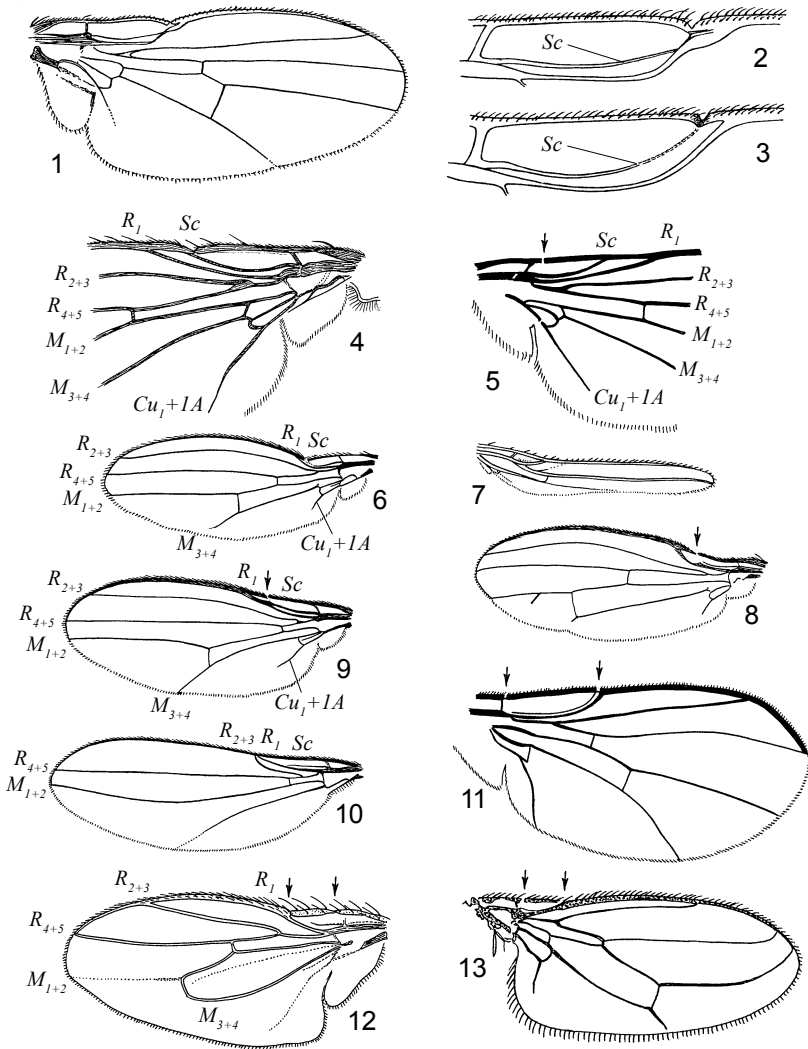 1
Sc
2
Sc
3
R1 Sc
R2+3
R4+5
M1+2
M3+4
Cu1+1A
4
Sc R1
R2+3
R4+5
M1+2
M3+4
Cu1+1A
5
R2+3
R4+5
M1+2
R1 Sc
M3+4
Cu1+1A
6
7
8
R2+3
R4+5
M1+2
R1 Sc
M3+4
Cu1+1A
9
R2+3 R1 Sc
R4+5
M1+2
10
11
R2+3
R1
R4+5
M1+2
M3+4
12
13